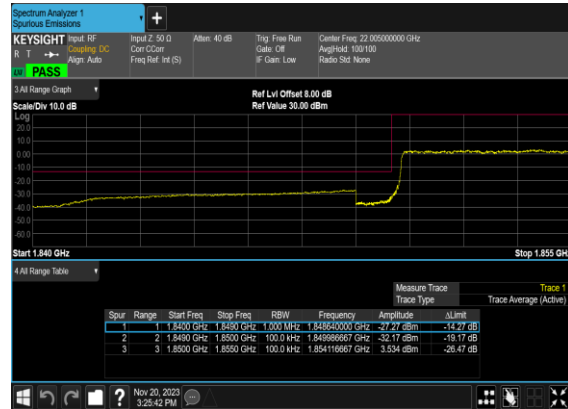 Spectrum Analyzer 1
Spurious Emissions
+
KEYSIGHT Input: RF Input Z: 50 Ω Atten: 40 dB Trig: Free Run Center Freq: 22.005000000 GHz
R T Coupling: DC Corr CCorr Gate: Off Avg|Hold: 100/100
Align: Auto Freq Ref: Int (S) IF Gain: Low Radio Std: None
LW PASS
3 All Range Graph
Ref Lvl Offset 8.00 dB
Scale/Div 10.0 dB Ref Value 30.00 dBm
Log
20.0
10.0
0.00
-10.0
-20.0
-30.0
-40.0
-50.0
-60.0
Start 1.840 GHz Stop 1.855 GHz
4 All Range Table
Measure Trace Trace 1
Trace Type Trace Average (Active)
Spur Range Start Freq Stop Freq RBW Frequency Amplitude ΔLimit
1 1 1.8400 GHz 1.8490 GHz 1.000 MHz 1.848640000 GHz -27.27 dBm -14.27 dB
2 2 1.8490 GHz 1.8500 GHz 100.0 kHz 1.849986667 GHz -32.17 dBm -19.17 dB
3 3 1.8500 GHz 1.8550 GHz 100.0 kHz 1.854116667 GHz 3.534 dBm -26.47 dB
?
Nov 20, 2023
3:25:42 PM